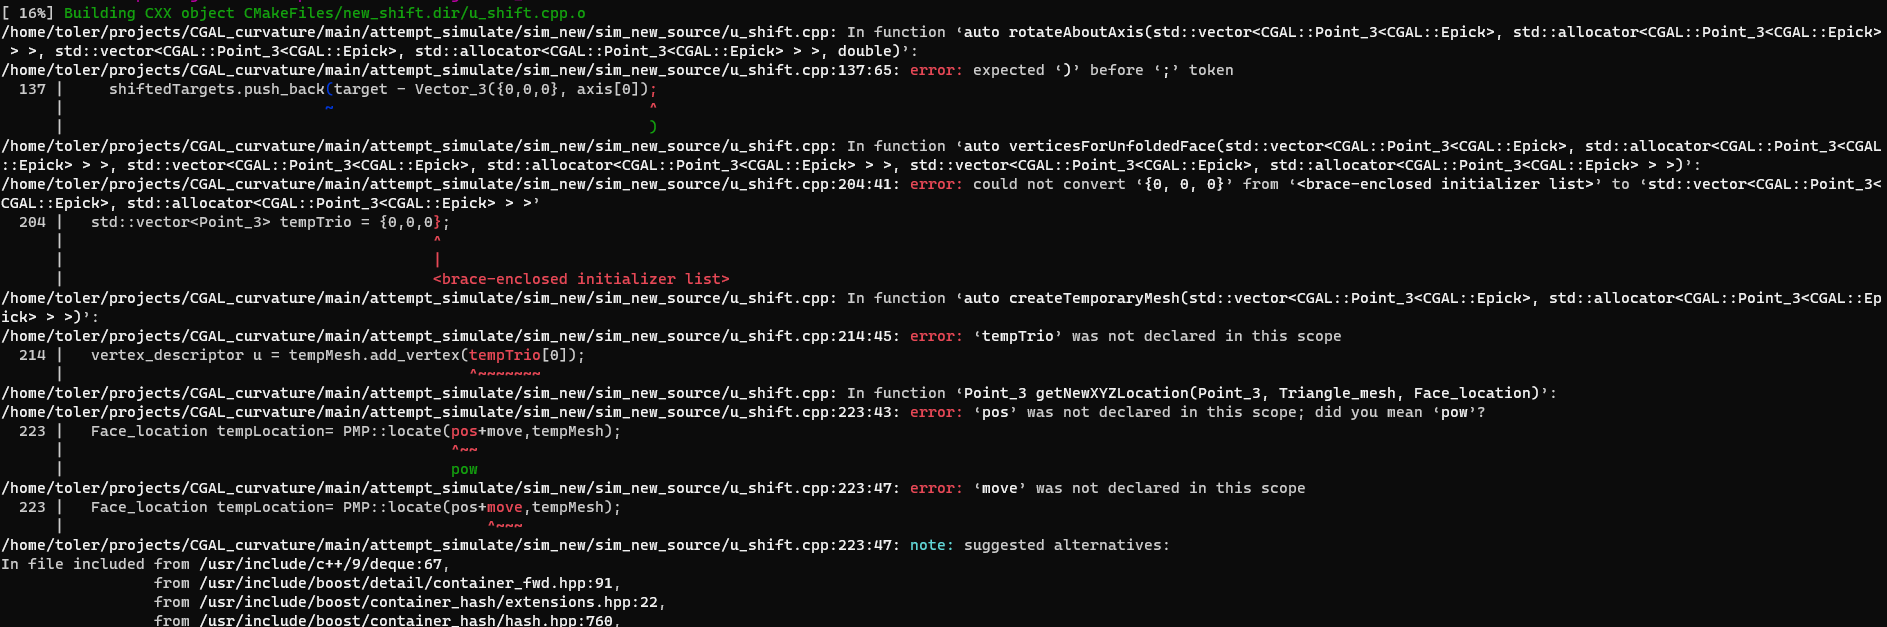 [ 16%] Building CXX object CMakeFiles/new_shift.dir/u_shift.cpp.o
/home/toler/projects/CGAL_curvature/main/attempt_simulate/sim_new/sim_new_source/u_shift.cpp: In function ‘auto rotateAboutAxis(std::vector<CGAL::Point_3<CGAL::Epick>, std::allocator<CGAL::Point_3<CGAL::Epick>
> >, std::vector<CGAL::Point_3<CGAL::Epick>, std::allocator<CGAL::Point_3<CGAL::Epick> > >, double)’:
/home/toler/projects/CGAL_curvature/main/attempt_simulate/sim_new/sim_new_source/u_shift.cpp:137:65: error: expected ‘)’ before ‘;’ token
137 |     shiftedTargets.push_back(target - Vector_3({0,0,0}, axis[0]);
|                             ~                                   ^
|                                                                 )
/home/toler/projects/CGAL_curvature/main/attempt_simulate/sim_new/sim_new_source/u_shift.cpp: In function ‘auto verticesForUnfoldedFace(std::vector<CGAL::Point_3<CGAL::Epick>, std::allocator<CGAL::Point_3<CGAL
::Epick> > >, std::vector<CGAL::Point_3<CGAL::Epick>, std::allocator<CGAL::Point_3<CGAL::Epick> > >, std::vector<CGAL::Point_3<CGAL::Epick>, std::allocator<CGAL::Point_3<CGAL::Epick> > >)’:
/home/toler/projects/CGAL_curvature/main/attempt_simulate/sim_new/sim_new_source/u_shift.cpp:204:41: error: could not convert ‘{0, 0, 0}’ from ‘<brace-enclosed initializer list>’ to ‘std::vector<CGAL::Point_3<
CGAL::Epick>, std::allocator<CGAL::Point_3<CGAL::Epick> > >’
204 |   std::vector<Point_3> tempTrio = {0,0,0};
|                                         ^
|                                         |
|                                         <brace-enclosed initializer list>
/home/toler/projects/CGAL_curvature/main/attempt_simulate/sim_new/sim_new_source/u_shift.cpp: In function ‘auto createTemporaryMesh(std::vector<CGAL::Point_3<CGAL::Epick>, std::allocator<CGAL::Point_3<CGAL::Ep
ick> > >)’:
/home/toler/projects/CGAL_curvature/main/attempt_simulate/sim_new/sim_new_source/u_shift.cpp:214:45: error: ‘tempTrio’ was not declared in this scope
214 |   vertex_descriptor u = tempMesh.add_vertex(tempTrio[0]);
|                                             ^~~~~~~~
/home/toler/projects/CGAL_curvature/main/attempt_simulate/sim_new/sim_new_source/u_shift.cpp: In function ‘Point_3 getNewXYZLocation(Point_3, Triangle_mesh, Face_location)’:
/home/toler/projects/CGAL_curvature/main/attempt_simulate/sim_new/sim_new_source/u_shift.cpp:223:43: error: ‘pos’ was not declared in this scope; did you mean ‘pow’?
223 |   Face_location tempLocation= PMP::locate(pos+move,tempMesh);
|                                           ^~~
|                                           pow
/home/toler/projects/CGAL_curvature/main/attempt_simulate/sim_new/sim_new_source/u_shift.cpp:223:47: error: ‘move’ was not declared in this scope
223 |   Face_location tempLocation= PMP::locate(pos+move,tempMesh);
|                                               ^~~~
/home/toler/projects/CGAL_curvature/main/attempt_simulate/sim_new/sim_new_source/u_shift.cpp:223:47: note: suggested alternatives:
In file included from /usr/include/c++/9/deque:67,
from /usr/include/boost/detail/container_fwd.hpp:91,
from /usr/include/boost/container_hash/extensions.hpp:22,
from /usr/include/boost/container_hash/hash.hpp:760,